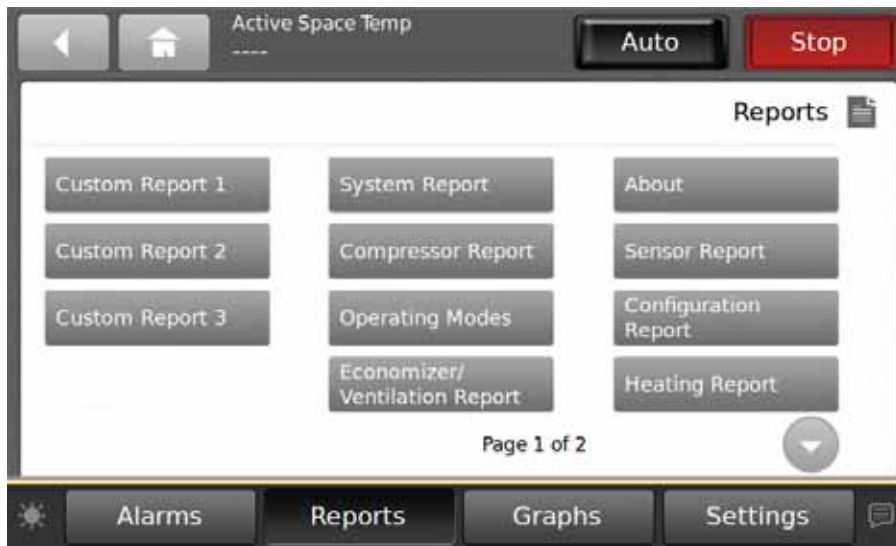 Active Space Temp
----
Auto
Stop
Reports
Custom Report 1
System Report
About
Custom Report 2
Compressor Report
Sensor Report
Custom Report 3
Operating Modes
Configuration
Report
Economizer/
Ventilation Report
Heating Report
Page 1 of 2
Alarms
Reports
Graphs
Settings